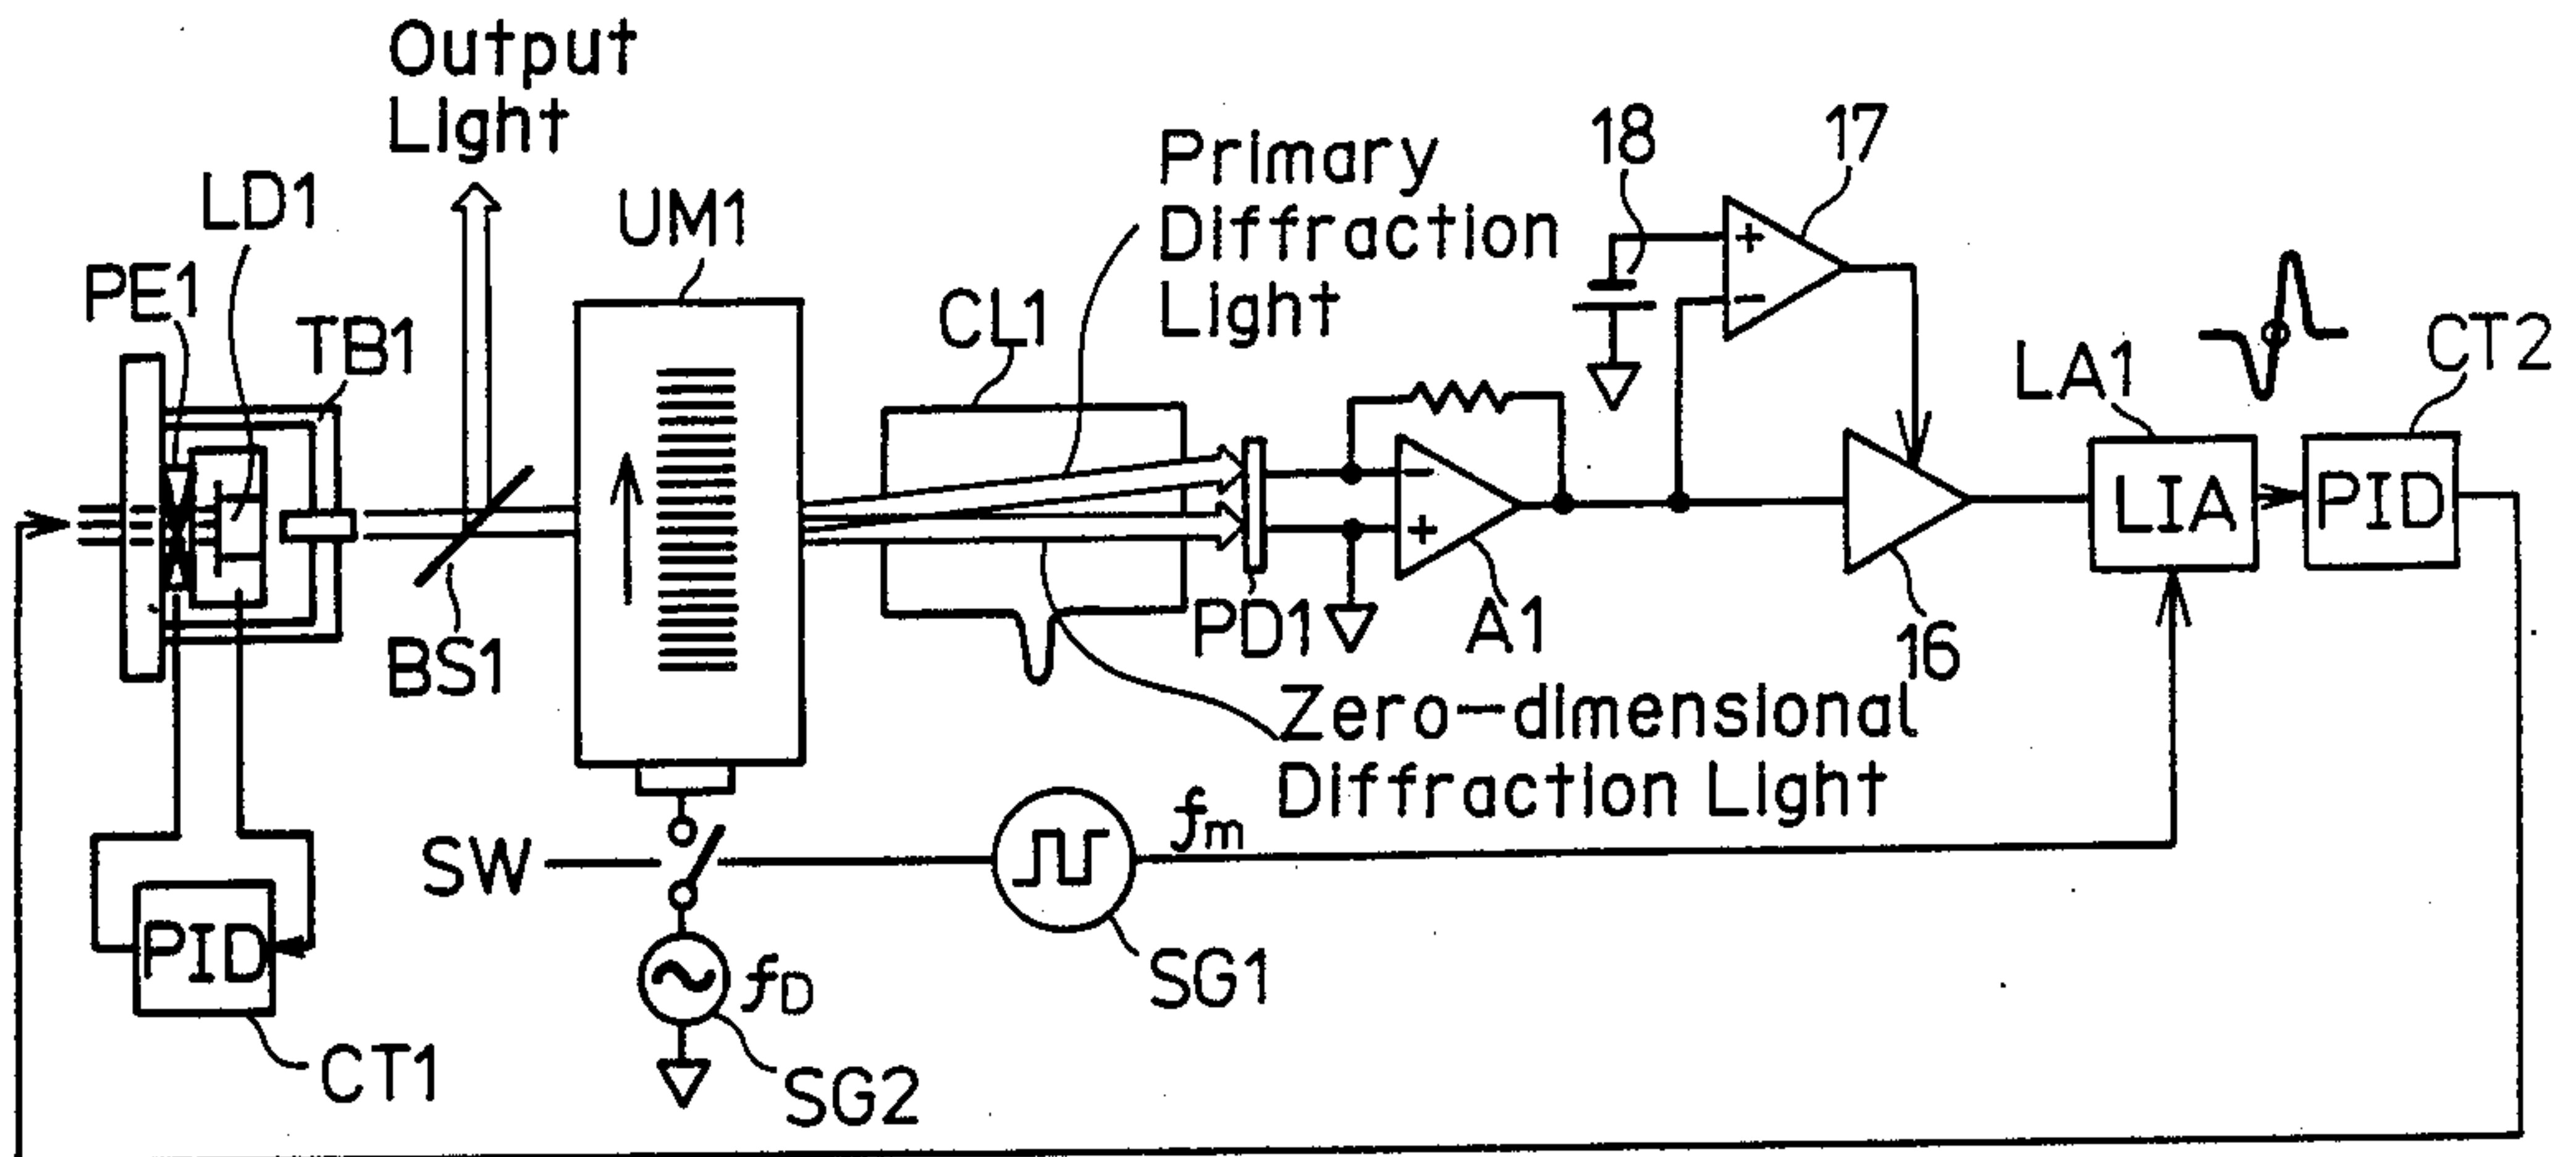 Output
Light
LD1
PE1
TB1
UM1
BS1
CL1
Primary
Diffraction
Light
18
17
+
−
PD1
−
+
A1
16
LA1
LIA
CT2
PID
Zero-dimensional
Diffraction Light
SW
fm
SG1
PID
CT1
fD
SG2